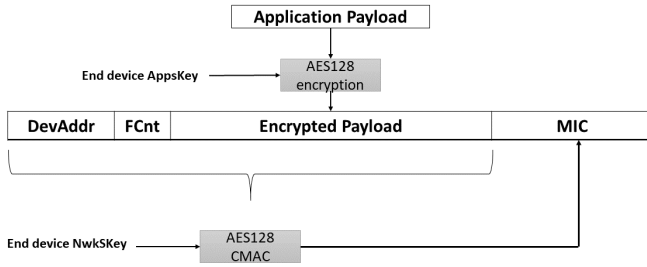 Application Payload
End device AppsKey
AES128
encryption
DevAddr FCnt Encrypted Payload MIC
End device NwkSKey
AES128
CMAC